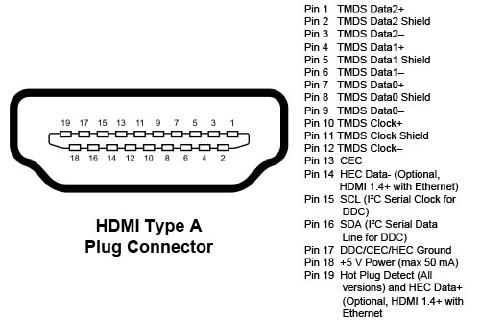 Pin 1 TMDS Data2+
Pin 2 TMDS Data2 Shield
Pin 3 TMDS Data2–
Pin 4 TMDS Data1+
Pin 5 TMDS Data1 Shield
Pin 6 TMDS Data1–
Pin 7 TMDS Data0+
Pin 8 TMDS Data0 Shield
Pin 9 TMDS Data0–
Pin 10 TMDS Clock+
Pin 11 TMDS Clock Shield
Pin 12 TMDS Clock–
Pin 13 CEC
Pin 14 HEC Data- (Optional,
HDMI 1.4+ with Ethernet)
Pin 15 SCL (I²C Serial Clock for
DDC)
Pin 16 SDA (I²C Serial Data
Line for DDC)
Pin 17 DDC/CEC/HEC Ground
Pin 18 +5 V Power (max 50 mA)
Pin 19 Hot Plug Detect (All
versions) and HEC Data+
(Optional, HDMI 1.4+ with
Ethernet
19 17 15 13 11 9 7 5 3 1
18 16 14 12 10 8 6 4 2
HDMI Type A
Plug Connector